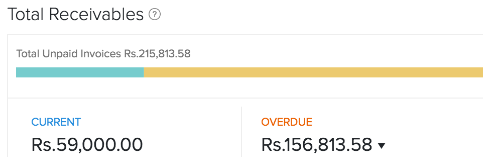 Total Receivables ?
Total Unpaid Invoices Rs.215,813.58
CURRENT
OVERDUE
Rs.59,000.00
Rs.156,813.58